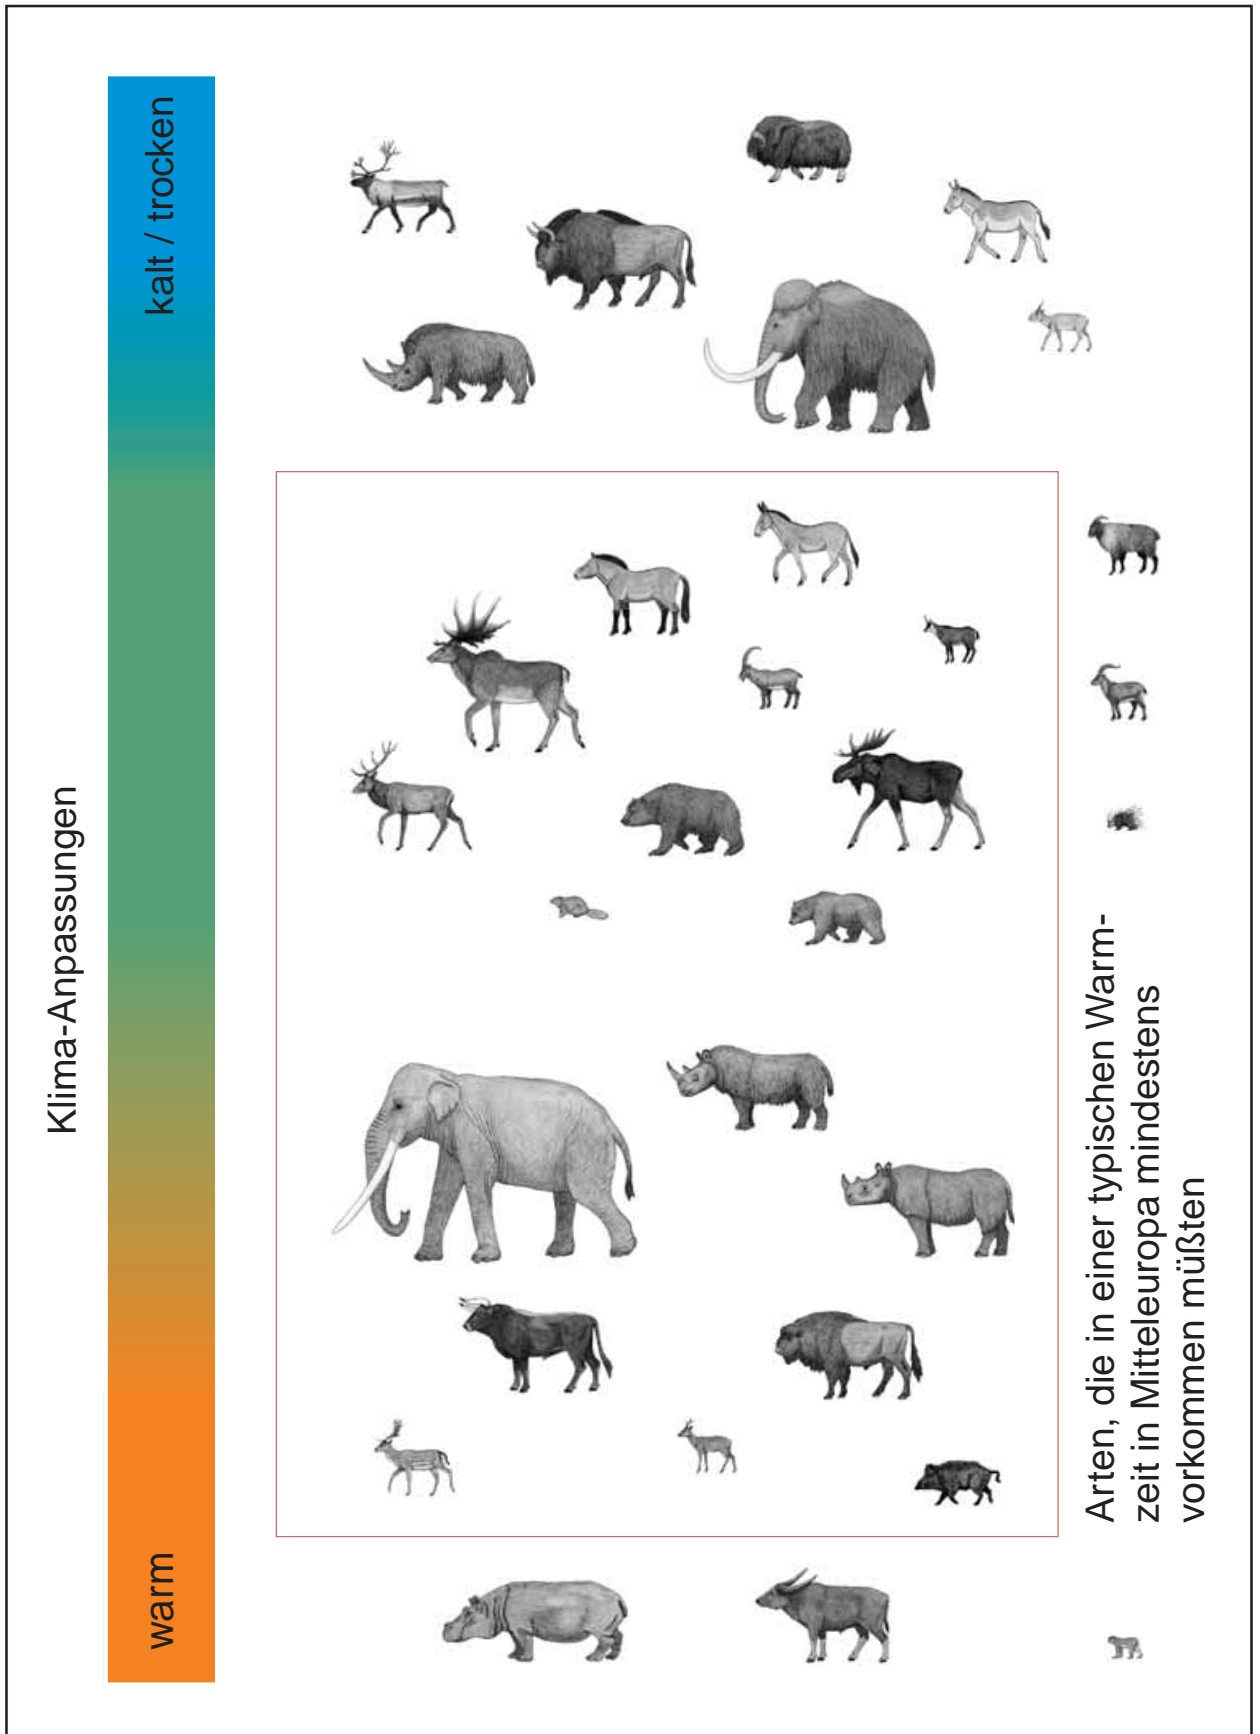 Klima-Anpassungen
warm
kalt / trocken
Arten, die in einer typischen Warm-
zeit in Mitteleuropa mindestens
vorkommen müßten